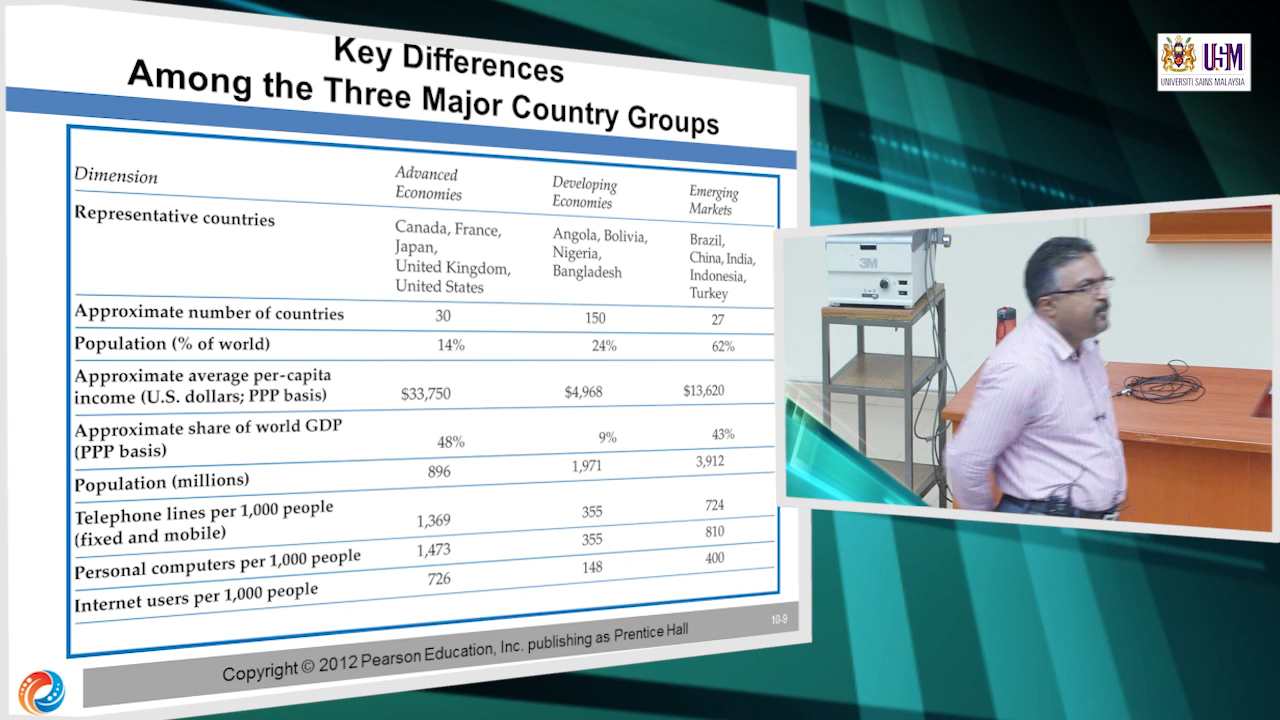 Key Differences
Among the Three Major Country Groups
Dimension Advanced Economies Developing Economies Emerging Markets
Representative countries Canada, France, Japan, United Kingdom, United States Angola, Bolivia, Nigeria, Bangladesh Brazil, China, India, Indonesia, Turkey
Approximate number of countries 30 150 27
Population (% of world) 14% 24% 62%
Approximate average per-capita income (U.S. dollars; PPP basis) $33,750 $4,968 $13,620
Approximate share of world GDP (PPP basis) 48% 9% 43%
Population (millions) 896 1,971 3,912
Telephone lines per 1,000 people (fixed and mobile) 1,369 355 724
Personal computers per 1,000 people 1,473 355 810
Internet users per 1,000 people 726 148 400
10-9
Copyright © 2012 Pearson Education, Inc. publishing as Prentice Hall
USM
UNIVERSITI SAINS MALAYSIA
3M